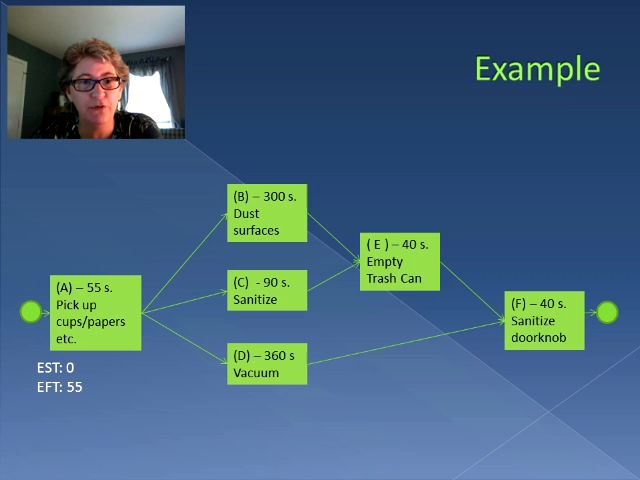 Example
(B) – 300 s.
Dust
surfaces
( E ) – 40 s.
Empty
Trash Can
(C)  - 90 s.
Sanitize
(A) – 55 s.
Pick up
cups/papers
etc.
(F) – 40 s.
Sanitize
doorknob
(D) – 360 s
Vacuum
EST: 0
EFT: 55